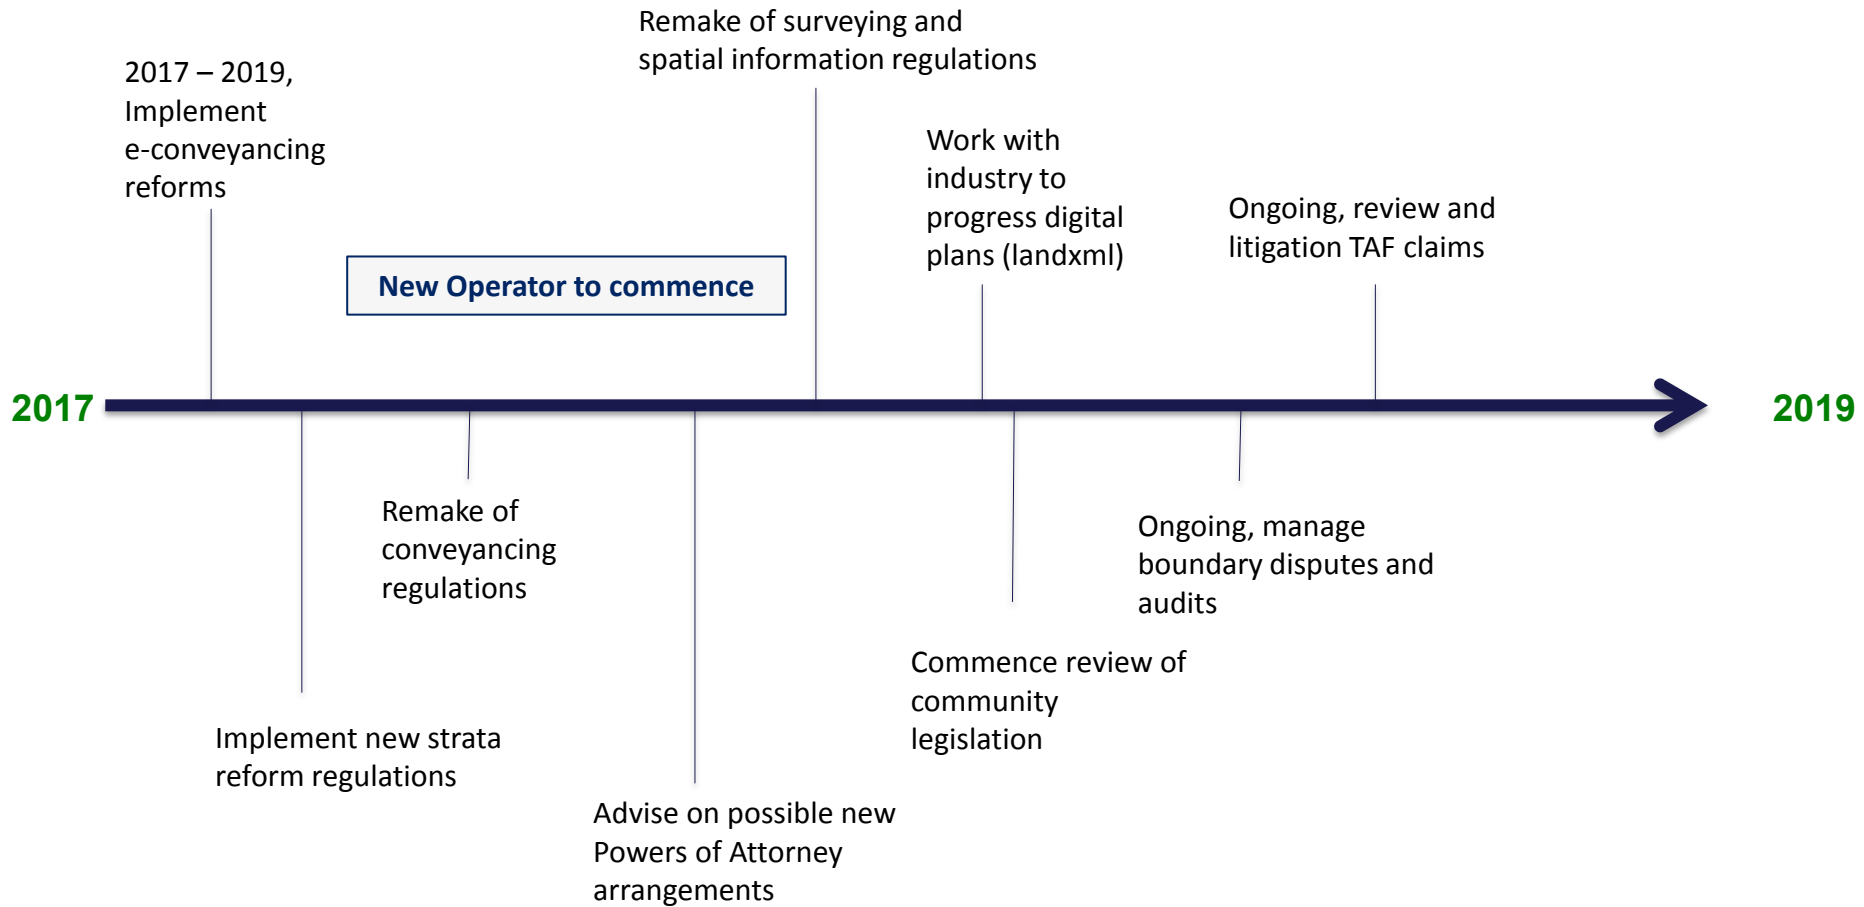 Remake of surveying and
spatial information regulations
2017 – 2019,
Implement
e-conveyancing
reforms
Work with
industry to
progress digital
plans (landxml)
Ongoing, review and
litigation TAF claims
New Operator to commence
2017
2019
Remake of
conveyancing
regulations
Ongoing, manage
boundary disputes and
audits
Commence review of
community
legislation
Implement new strata
reform regulations
Advise on possible new
Powers of Attorney
arrangements